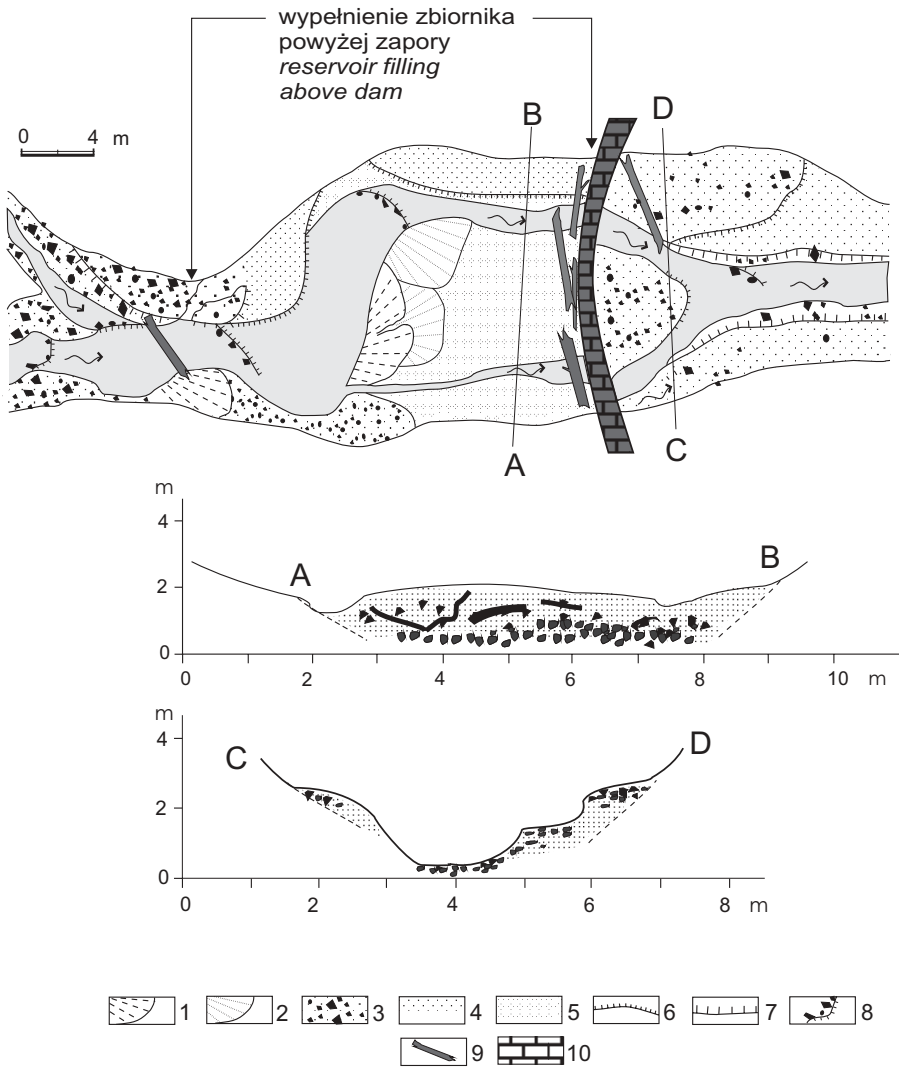 wypełnienie zbiornika
powyżej zapory
reservoir filling
above dam
0 4 m
B
D
A
C
m
4
2
0
A
B
0 2 4 6 8 10 m
m
4
2
0
C
D
0 2 4 6 8 m
1 2 3 4 5 6 7 8
9 10